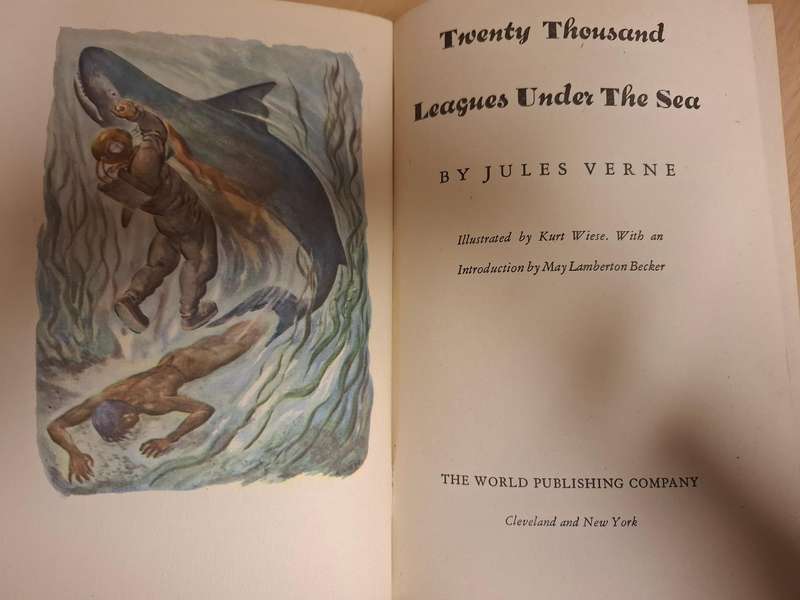 Twenty Thousand
Leagues Under The Sea
BY JULES VERNE
Illustrated by Kurt Wiese. With an
Introduction by May Lamberton Becker
THE WORLD PUBLISHING COMPANY
Cleveland and New York